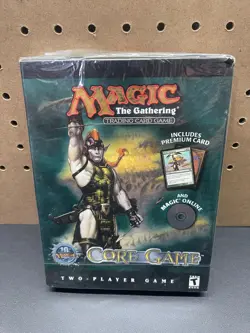 MAGIC
The Gathering®
TRADING CARD GAME
INCLUDES
PREMIUM CARD
AND
MAGIC ONLINE
CORE GAME
TWO-PLAYER GAME